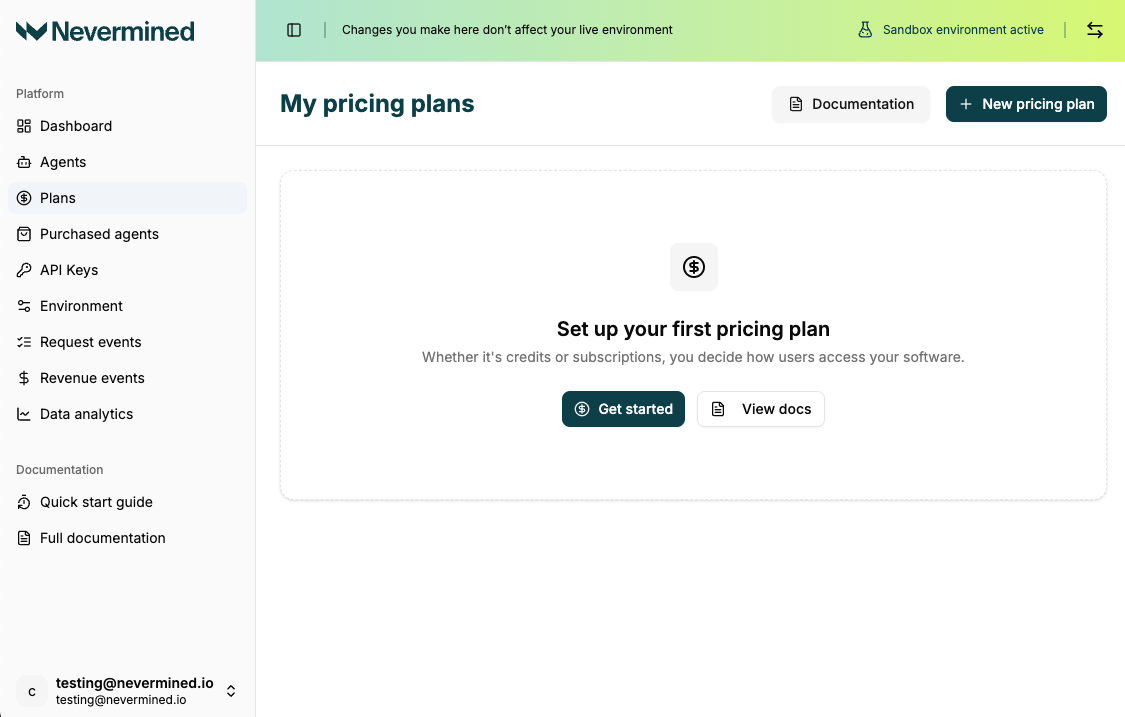 Nevermined
Platform
Dashboard
Agents
Plans
Purchased agents
API Keys
Environment
Request events
Revenue events
Data analytics
Documentation
Quick start guide
Full documentation
c
testing@nevermined.io
testing@nevermined.io
Changes you make here don't affect your live environment
Sandbox environment active
My pricing plans
Documentation
New pricing plan
Set up your first pricing plan
Whether it's credits or subscriptions, you decide how users access your software.
Get started
View docs